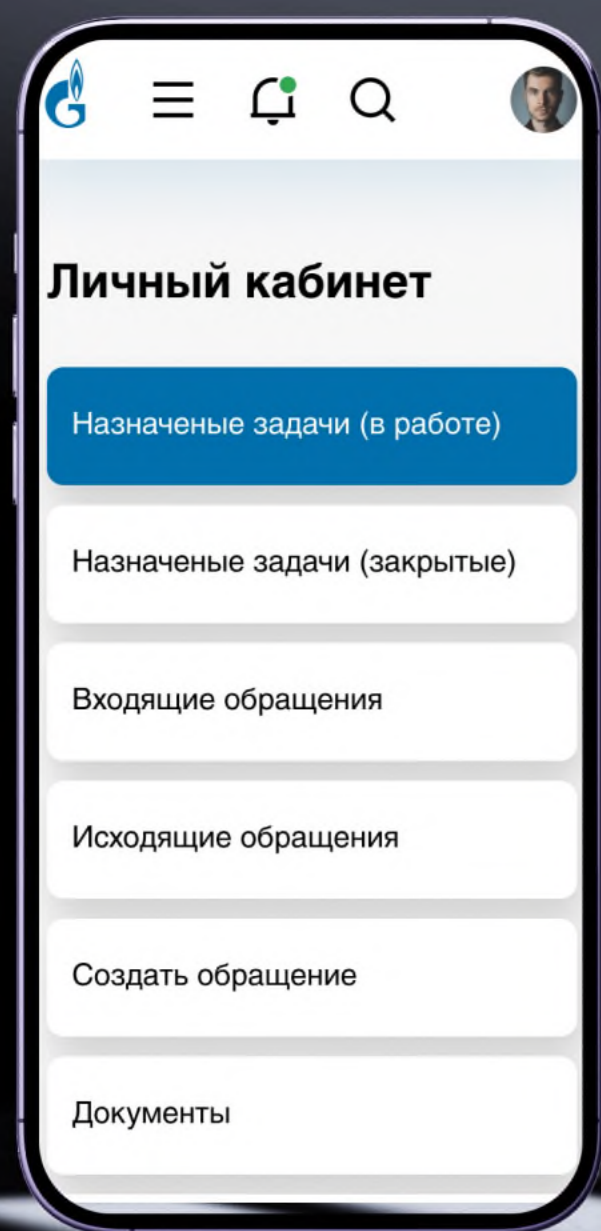 Личный кабинет
Назначеные задачи (в работе)
Назначеные задачи (закрытые)
Входящие обращения
Исходящие обращения
Создать обращение
Документы